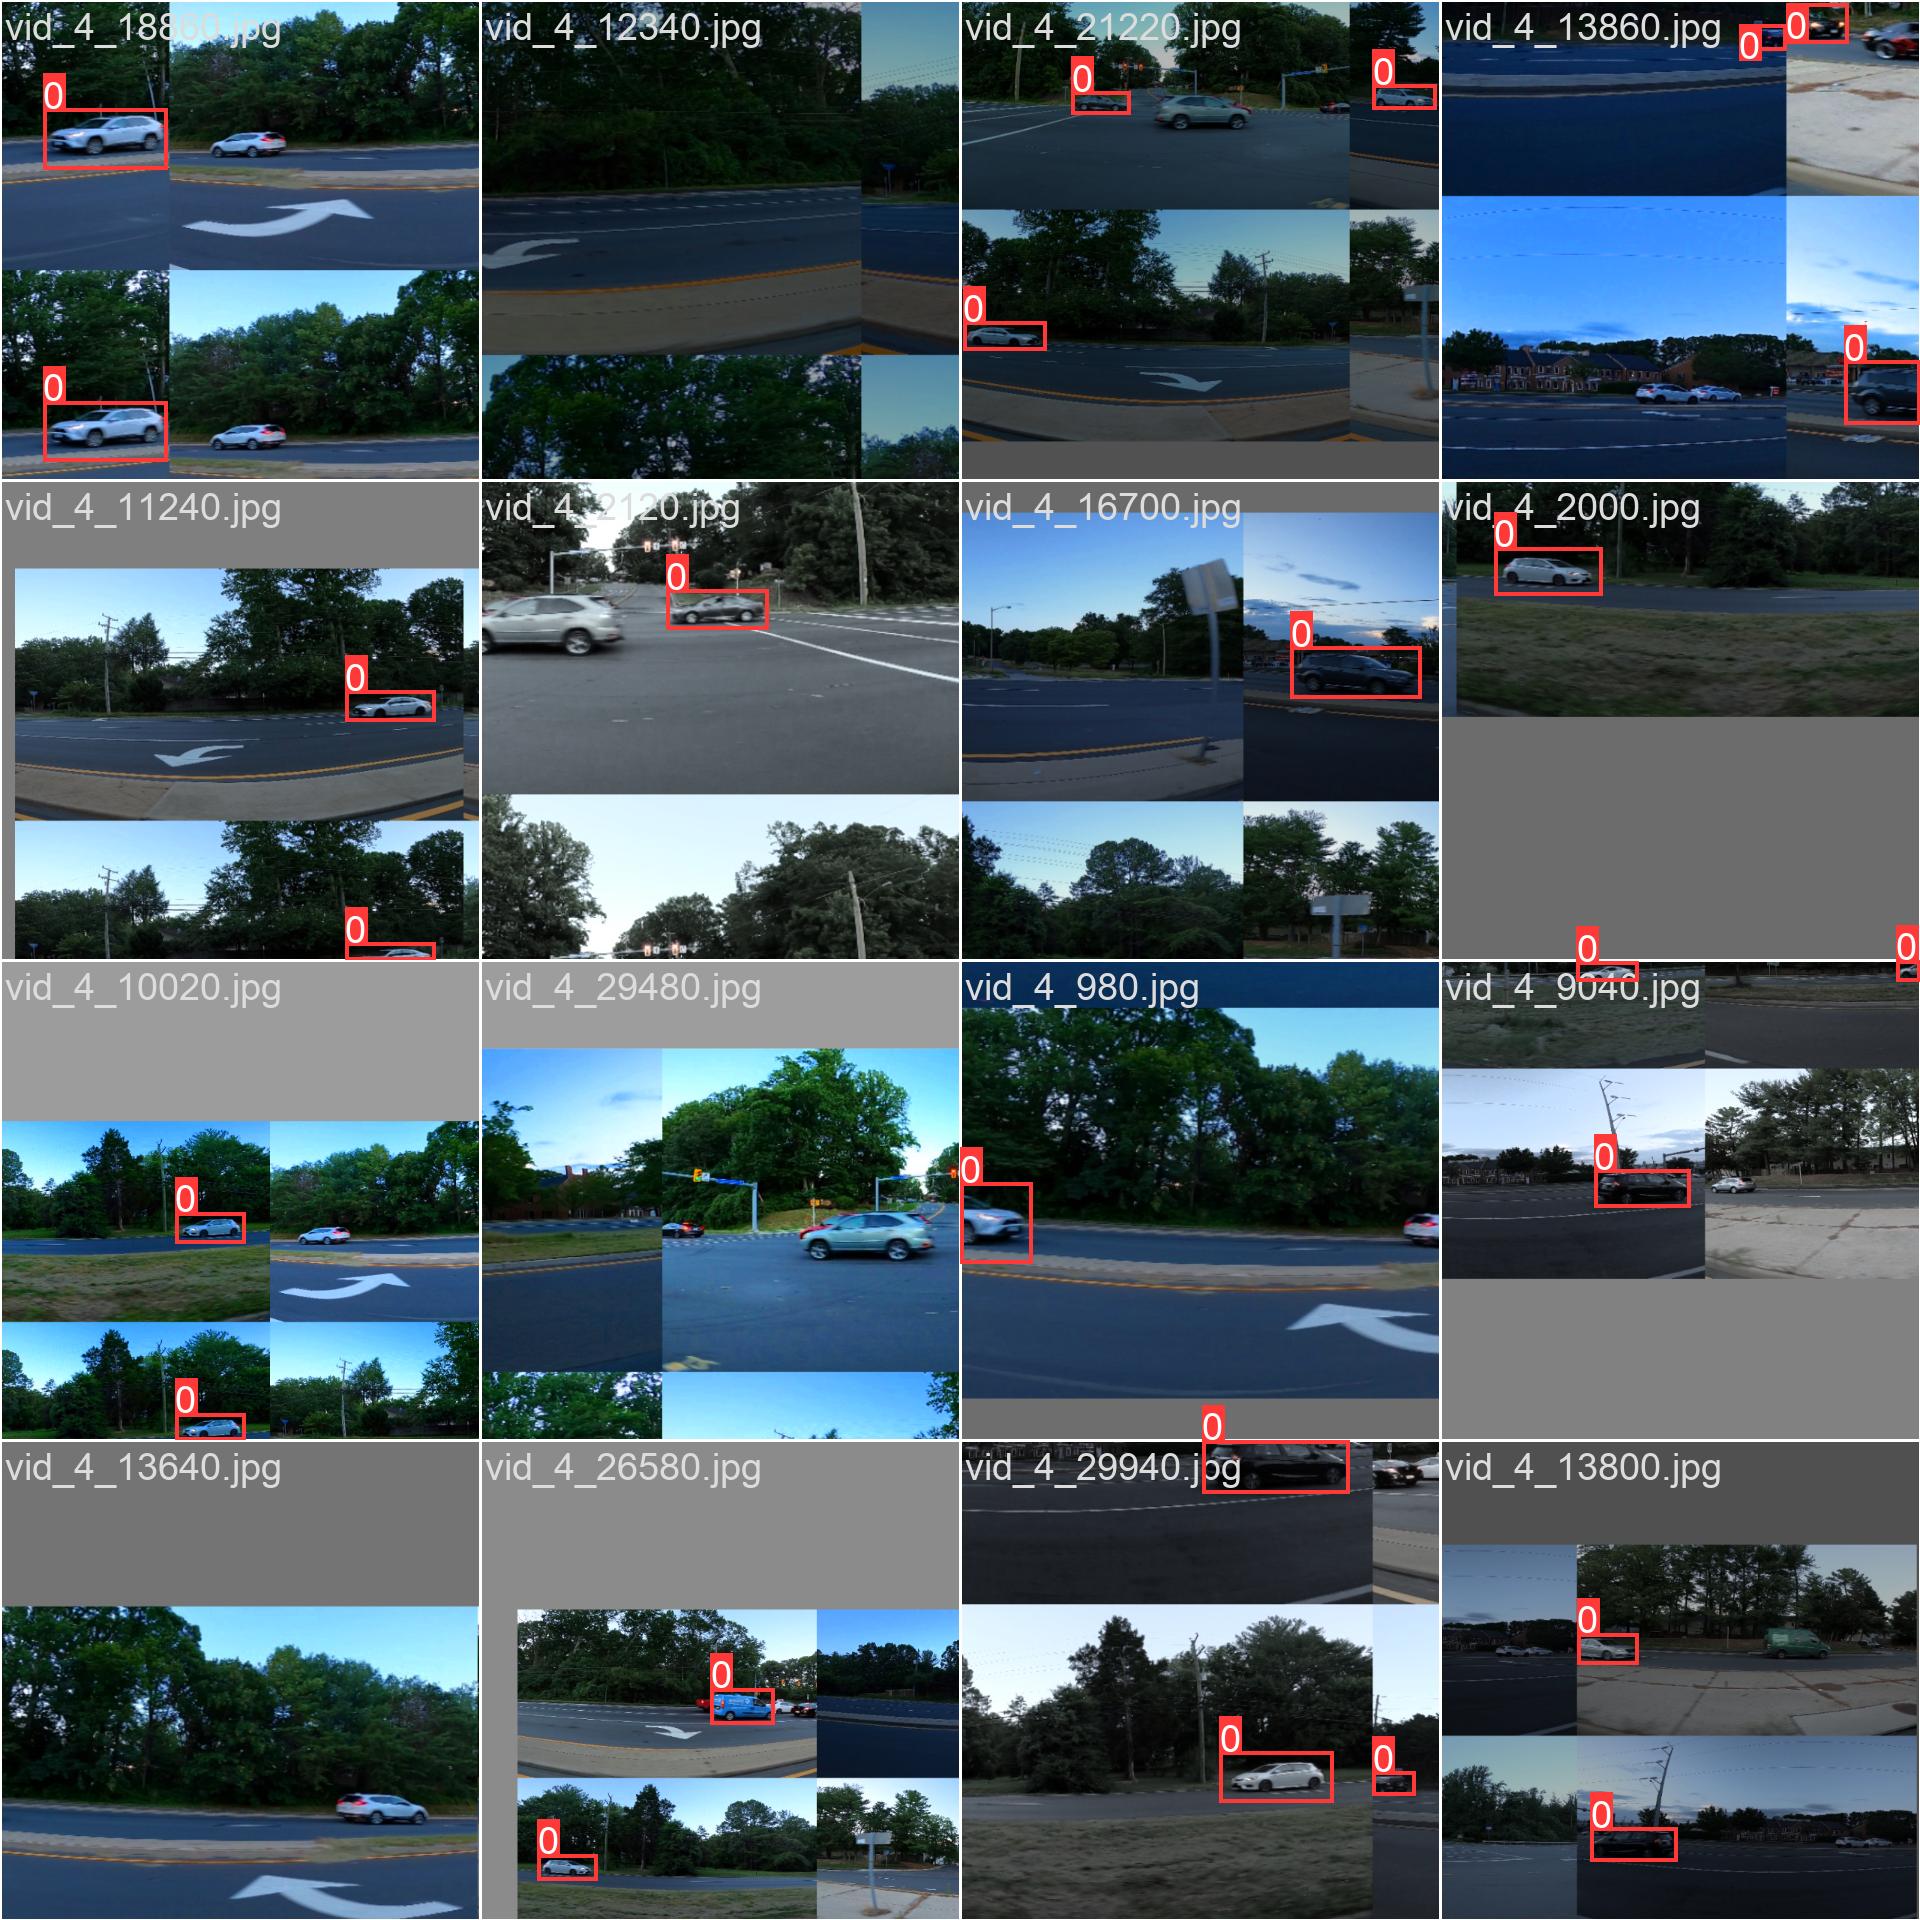 vid_4_18860.jpg
vid_4_12340.jpg
vid_4_21220.jpg
vid_4_13860.jpg
0
0
0
0
0
0
0
0
vid_4_11240.jpg
vid_4_2120.jpg
vid_4_16700.jpg
vid_4_2000.jpg
0
0
0
0
0
vid_4_10020.jpg
vid_4_29480.jpg
vid_4_980.jpg
vid_4_9040.jpg
0
0
0
0
0
0
vid_4_13640.jpg
vid_4_26580.jpg
vid_4_29940.jpg
vid_4_13800.jpg
0
0
0
0
0
0
0